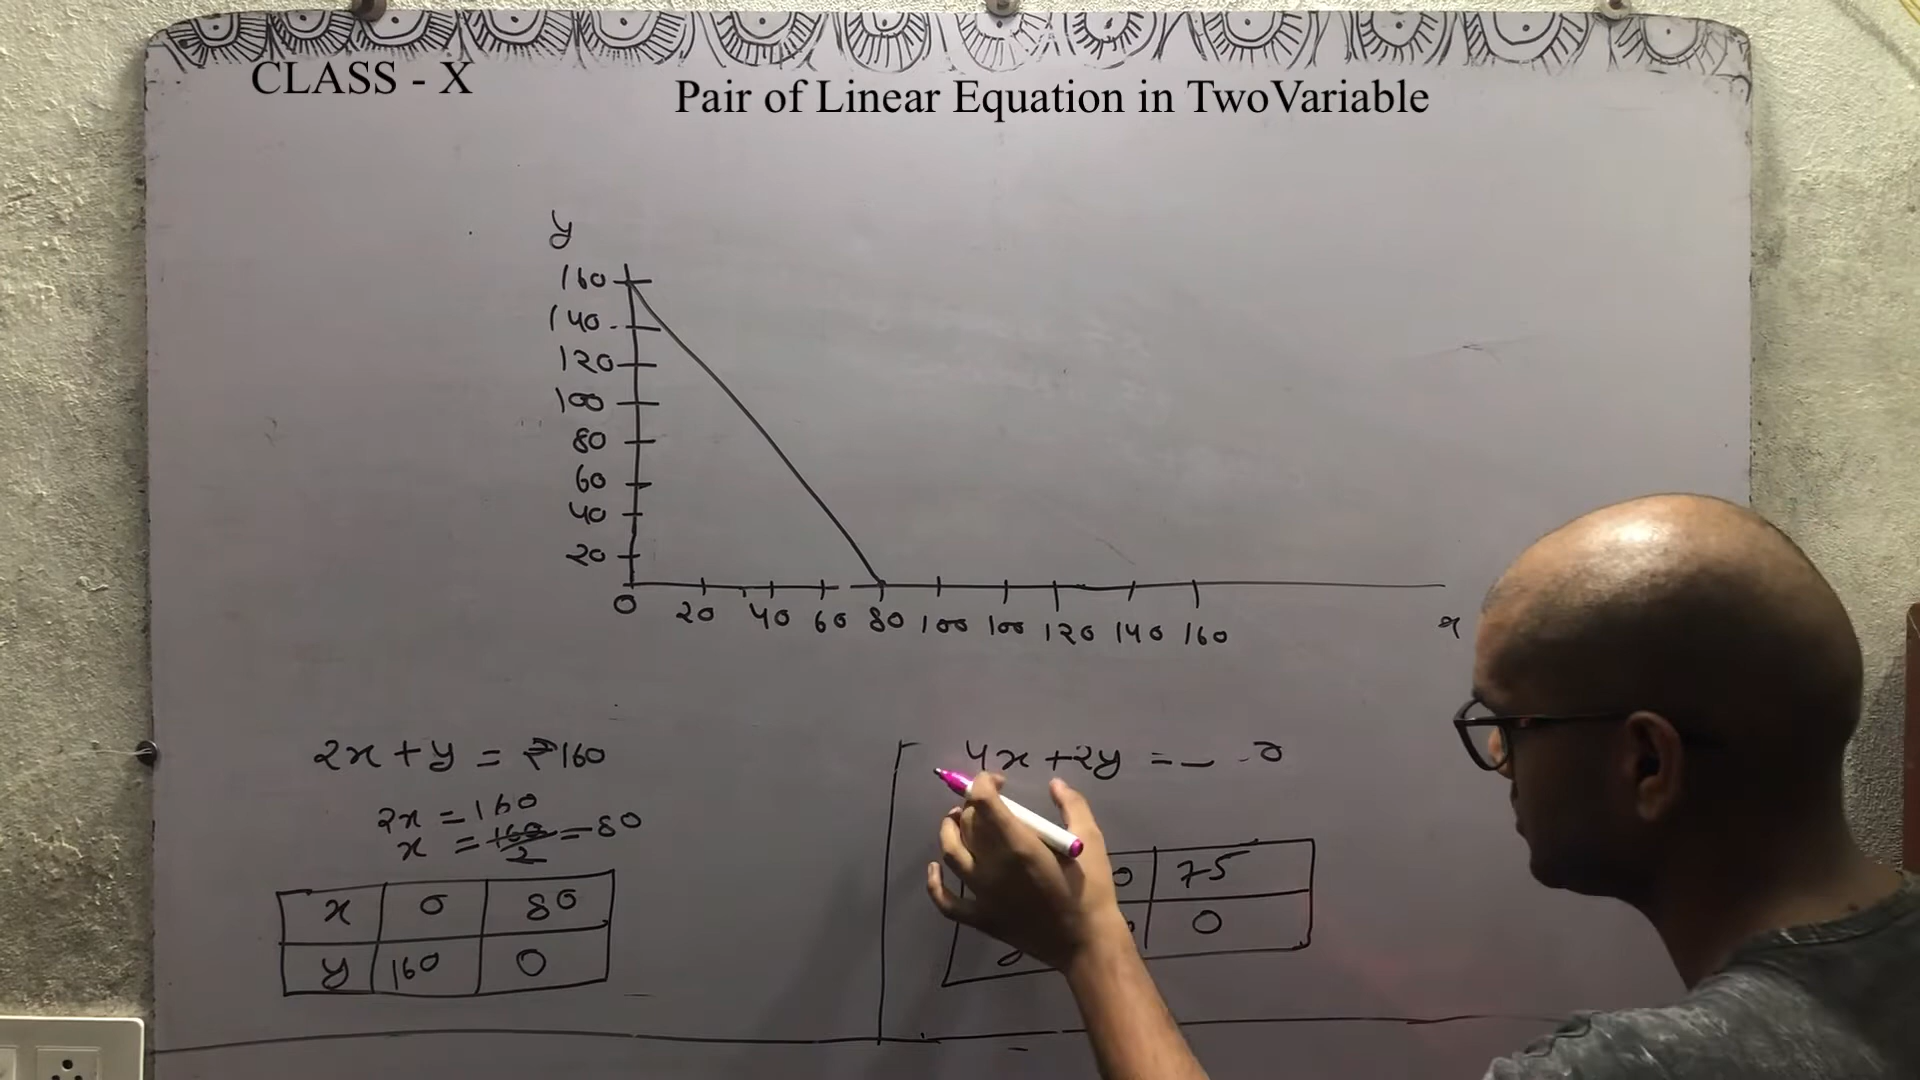 CLASS - X
Pair of Linear Equation in TwoVariable
y
160
140
120
100
80
60
40
20
0 20 40 60 80 100 100 120 140 160 x
2x + y = ₹160
2x = 160
x = 160/2 = 80
x 0 80
y 160 0
4x + 2y =
75
0